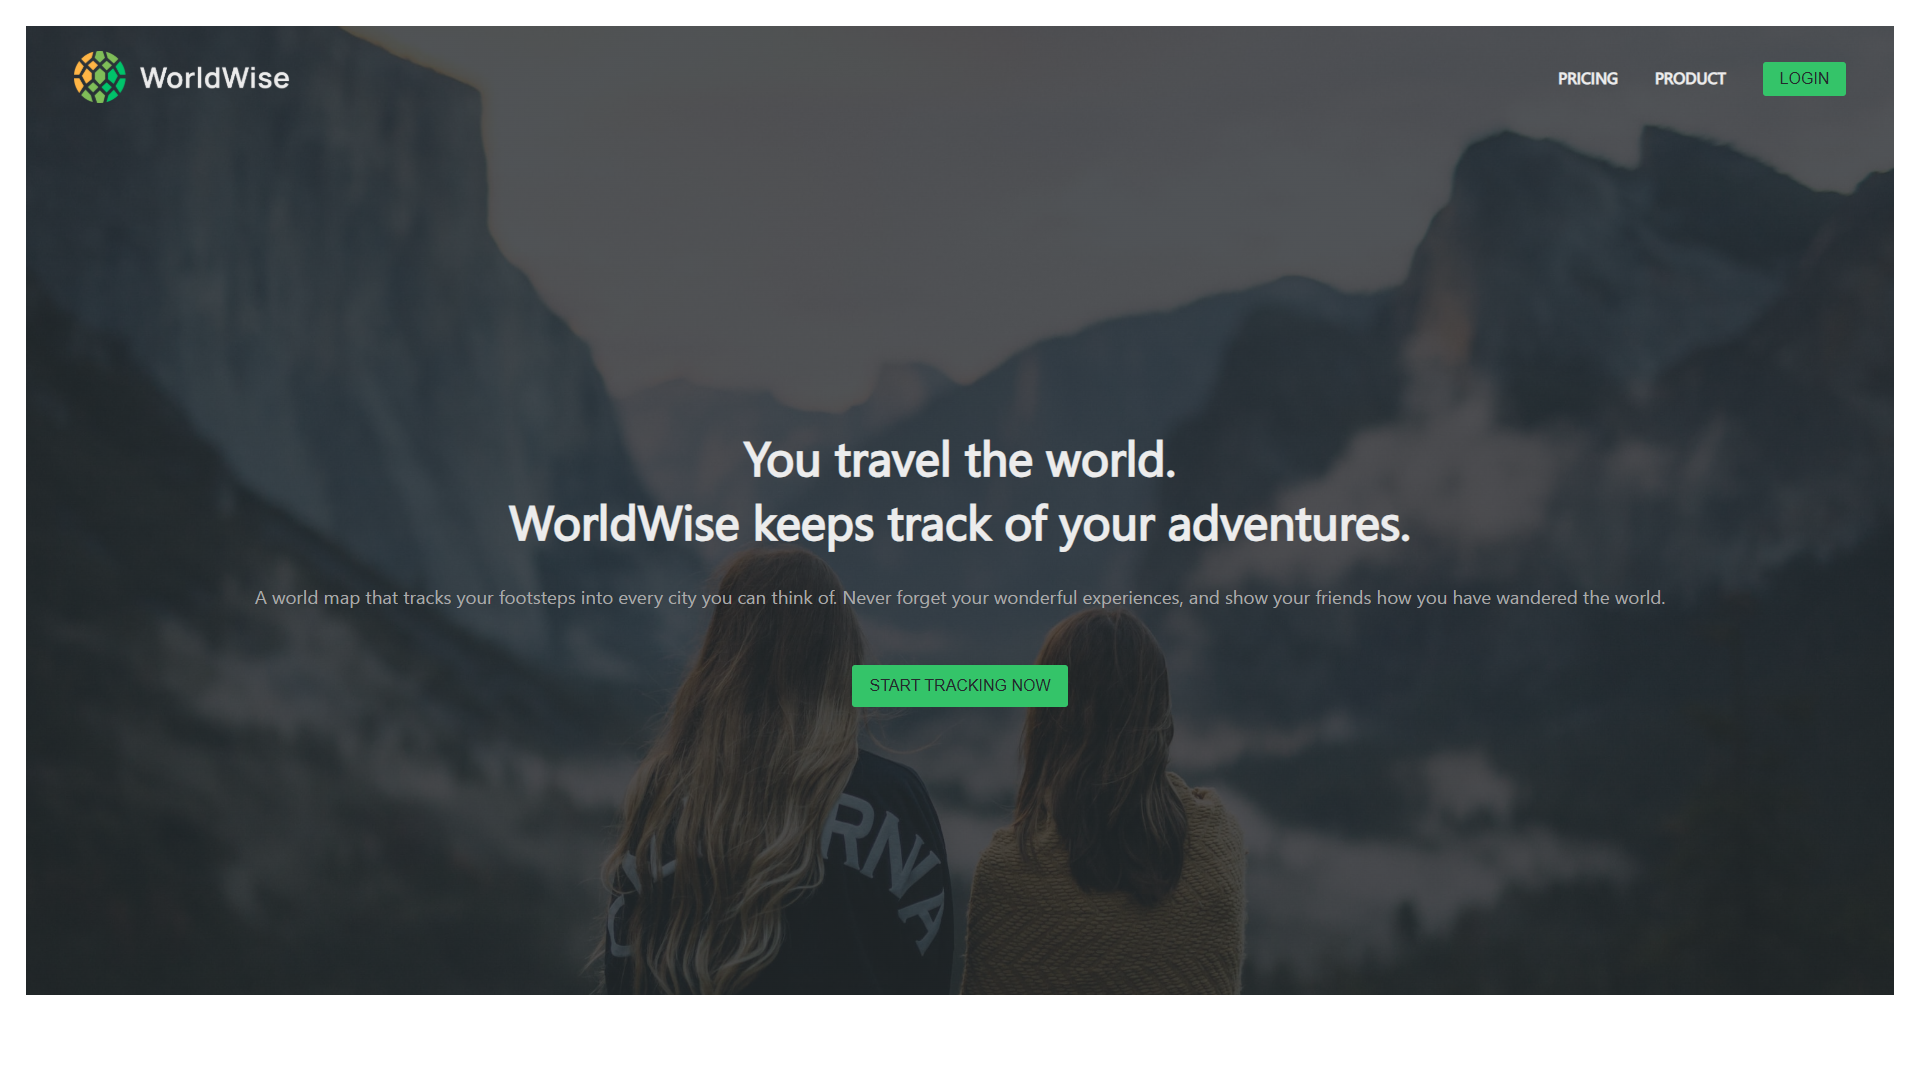 WorldWise
PRICING PRODUCT LOGIN
You travel the world.
WorldWise keeps track of your adventures.
A world map that tracks your footsteps into every city you can think of. Never forget your wonderful experiences, and show your friends how you have wandered the world.
START TRACKING NOW